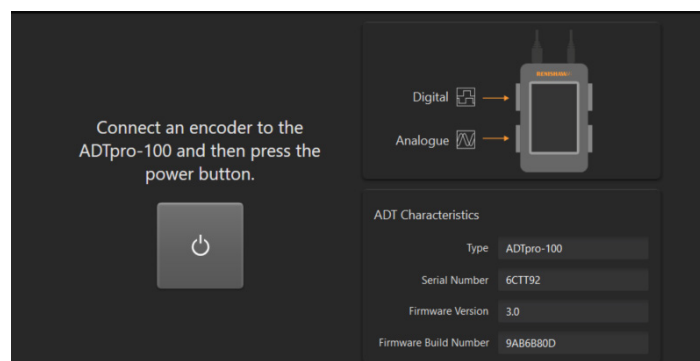 Connect an encoder to the
ADTpro-100 and then press the
power button.
RENISHAW
Digital
Analogue
ADT Characteristics
Type ADTpro-100
Serial Number 6CTT92
Firmware Version 3.0
Firmware Build Number 9AB6B80D